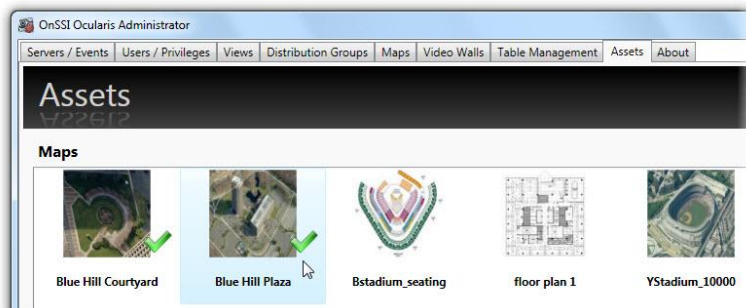 OnSSI Ocularis Administrator
Servers / Events Users / Privileges Views Distribution Groups Maps Video Walls Table Management Assets About
Assets
Maps
Blue Hill Courtyard Blue Hill Plaza Bstadium_seating floor plan 1 YStadium_10000